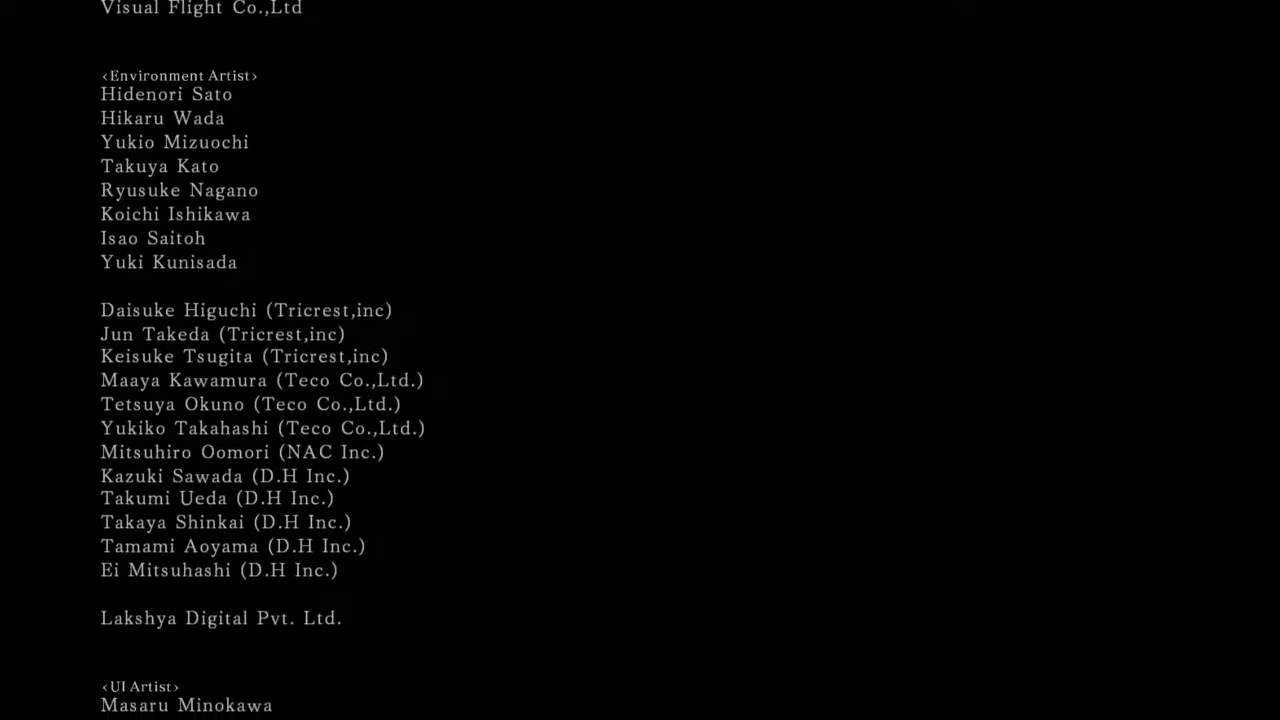 Visual Flight Co.,Ltd
<Environment Artist>
Hidenori Sato
Hikaru Wada
Yukio Mizuochi
Takuya Kato
Ryusuke Nagano
Koichi Ishikawa
Isao Saitoh
Yuki Kunisada
Daisuke Higuchi (Tricrest,inc)
Jun Takeda (Tricrest,inc)
Keisuke Tsugita (Tricrest,inc)
Maaya Kawamura (Teco Co.,Ltd.)
Tetsuya Okuno (Teco Co.,Ltd.)
Yukiko Takahashi (Teco Co.,Ltd.)
Mitsuhiro Oomori (NAC Inc.)
Kazuki Sawada (D.H Inc.)
Takumi Ueda (D.H Inc.)
Takaya Shinkai (D.H Inc.)
Tamami Aoyama (D.H Inc.)
Ei Mitsuhashi (D.H Inc.)
Lakshya Digital Pvt. Ltd.
<UI Artist>
Masaru Minokawa